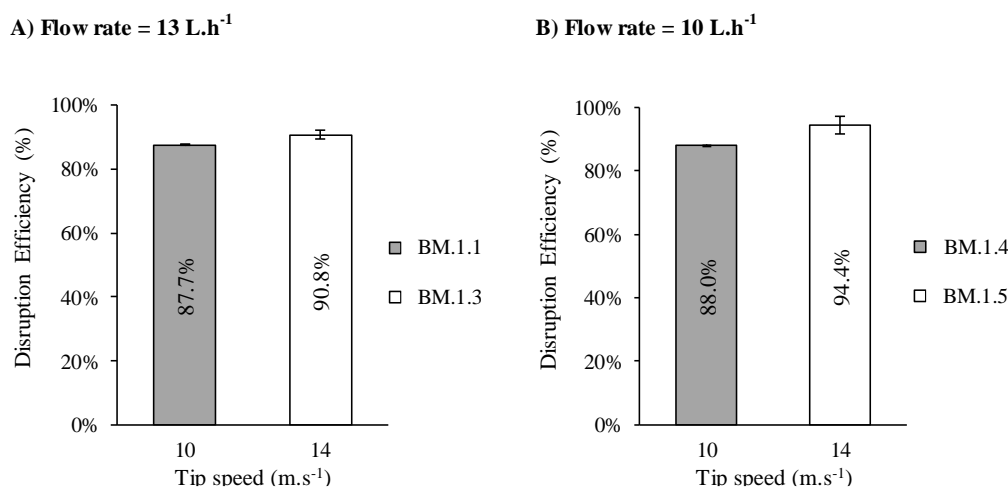 A) Flow rate = 13 L.h-1
Disruption Efficiency (%)
100%
80%
60%
40%
20%
0%
87.7%
90.8%
10
14
Tip speed (m.s-1)
BM.1.1
BM.1.3
B) Flow rate = 10 L.h-1
Disruption Efficiency (%)
100%
80%
60%
40%
20%
0%
88.0%
94.4%
10
14
Tip speed (m.s-1)
BM.1.4
BM.1.5